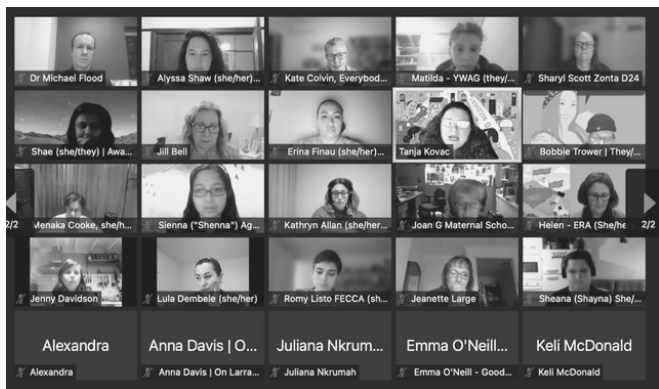 Dr Michael Flood
Alyssa Shaw (she/her)...
Kate Colvin, Everybod...
Matilda - YWAG (they/...
Sharyl Scott Zonta D24
Shae (she/they) | Awa...
Jill Bell
Erina Finau (she/her)...
Tanja Kovac
Bobbie Trower | They/...
Menaka Cooke, she/h...
Sienna ("Shenna") Ag...
Kathryn Allan (she/her...
Joan G Maternal Scho...
Helen - ERA (She/he...
2/2
2/2
Jenny Davidson
Lula Dembele (she/her)
Romy Listo FECCA (sh...
Jeanette Large
Sheana (Shayna) She/...
Alexandra
Anna Davis | O...
Juliana Nkrum...
Emma O'Neill...
Keli McDonald
Alexandra
Anna Davis | On Larra...
Juliana Nkrumah
Emma O'Neill - Good...
Keli McDonald